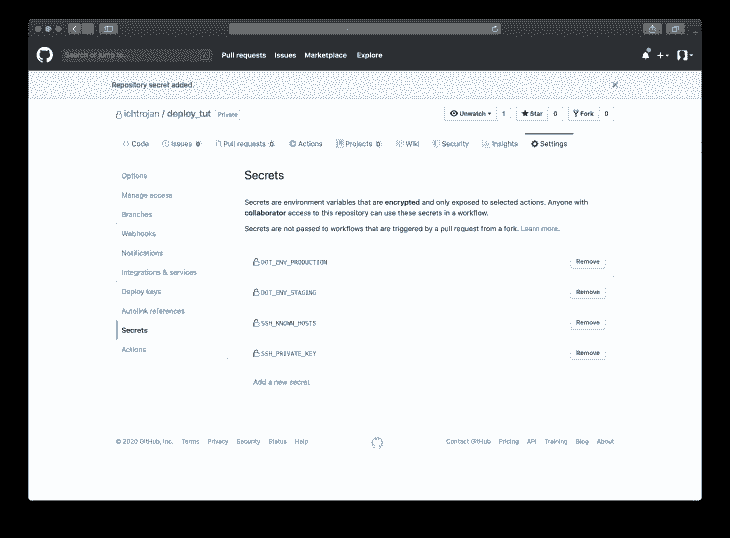 Search or jump to...
Pull requests Issues Marketplace Explore
Repository secret added.
ichtrojan / deploy_tut Private
Unwatch 1 Star 0 Fork 0
Code Issues 0 Pull requests 0 Actions Projects 0 Wiki Security Insights Settings
Options
Manage access
Branches
Webhooks
Notifications
Integrations & services
Deploy keys
Autolink references
Secrets
Actions
Secrets
Secrets are environment variables that are encrypted and only exposed to selected actions. Anyone with
collaborator access to this repository can use these secrets in a workflow.
Secrets are not passed to workflows that are triggered by a pull request from a fork. Learn more.
DOT_ENV_PRODUCTION Remove
DOT_ENV_STAGING Remove
SSH_KNOWN_HOSTS Remove
SSH_PRIVATE_KEY Remove
Add a new secret
© 2020 GitHub, Inc. Terms Privacy Security Status Help
Contact GitHub Pricing API Training Blog About